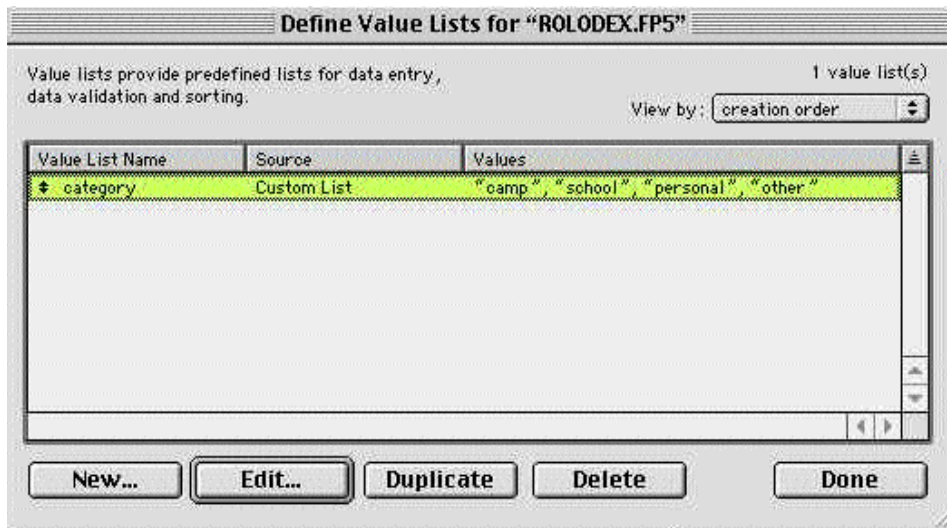 Define Value Lists for “ROLODEX.FP5”
Value lists provide predefined lists for data entry,
data validation and sorting.
1 value list(s)
View by: creation order
Value List Name Source Values
category Custom List “camp”, “school”, “personal”, “other”
New... Edit... Duplicate Delete Done